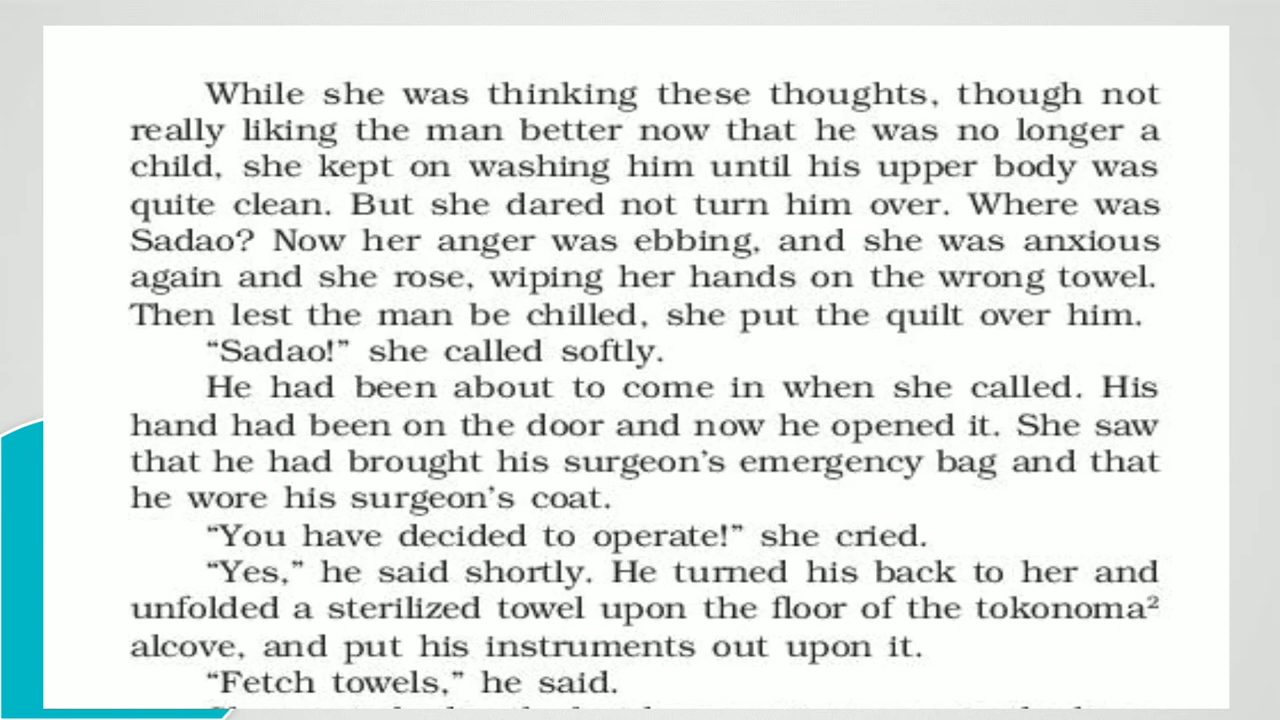 While she was thinking these thoughts, though not
really liking the man better now that he was no longer a
child, she kept on washing him until his upper body was
quite clean. But she dared not turn him over. Where was
Sadao? Now her anger was ebbing, and she was anxious
again and she rose, wiping her hands on the wrong towel.
Then lest the man be chilled, she put the quilt over him.
“Sadao!” she called softly.
He had been about to come in when she called. His
hand had been on the door and now he opened it. She saw
that he had brought his surgeon’s emergency bag and that
he wore his surgeon’s coat.
“You have decided to operate!” she cried.
“Yes,” he said shortly. He turned his back to her and
unfolded a sterilized towel upon the floor of the tokonoma²
alcove, and put his instruments out upon it.
“Fetch towels,” he said.